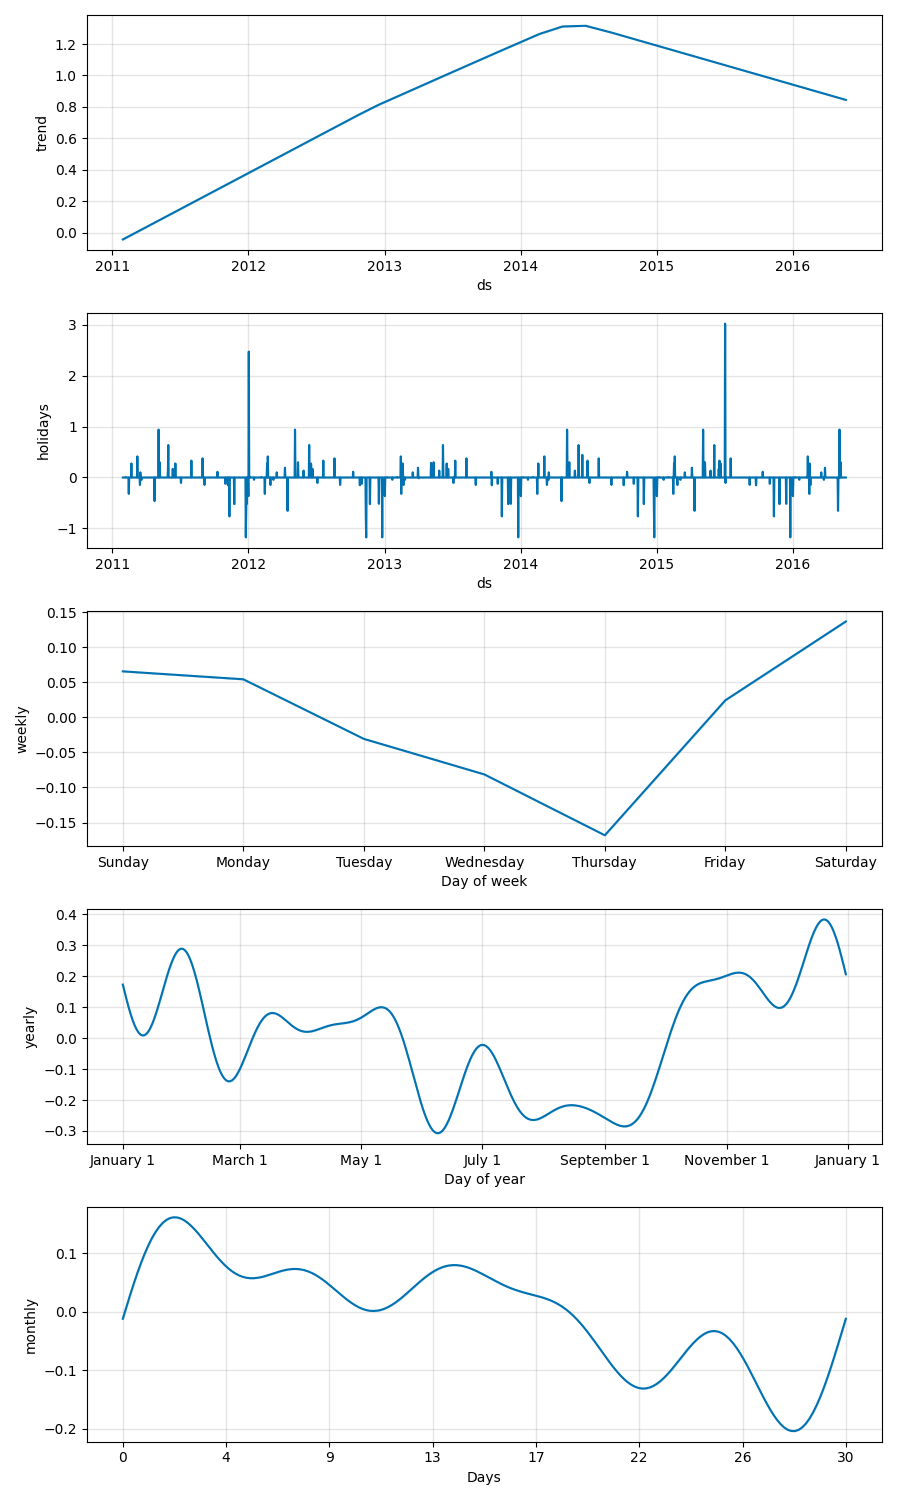 1.2
1.0
0.8
0.6
0.4
0.2
0.0
trend
2011 2012 2013 2014 2015 2016
ds
3
2
1
0
−1
holidays
2011 2012 2013 2014 2015 2016
ds
0.15
0.10
0.05
0.00
−0.05
−0.10
−0.15
weekly
Sunday Monday Tuesday Wednesday Thursday Friday Saturday
Day of week
0.4
0.3
0.2
0.1
0.0
−0.1
−0.2
−0.3
yearly
January 1 March 1 May 1 July 1 September 1 November 1 January 1
Day of year
0.1
0.0
−0.1
−0.2
monthly
0 4 9 13 17 22 26 30
Days